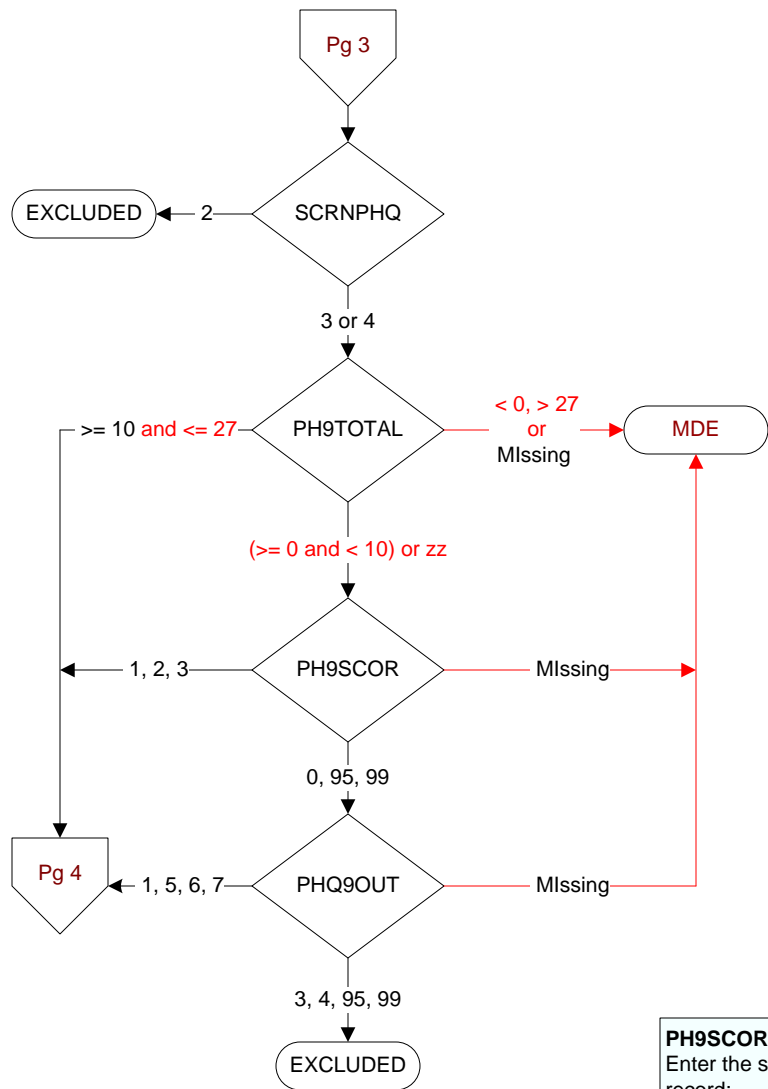 Pg 3
SCRNPHQ
EXCLUDED
2
3 or 4
PH9TOTAL
>= 10 and <= 27
< 0, > 27
or
MIssing
MDE
(>= 0 and < 10) or zz
PH9SCOR
1, 2, 3
MIssing
0, 95, 99
Pg 4
PHQ9OUT
1, 5, 6, 7
MIssing
3, 4, 95, 99
EXCLUDED
PH9SCOR
Enter the s
record: